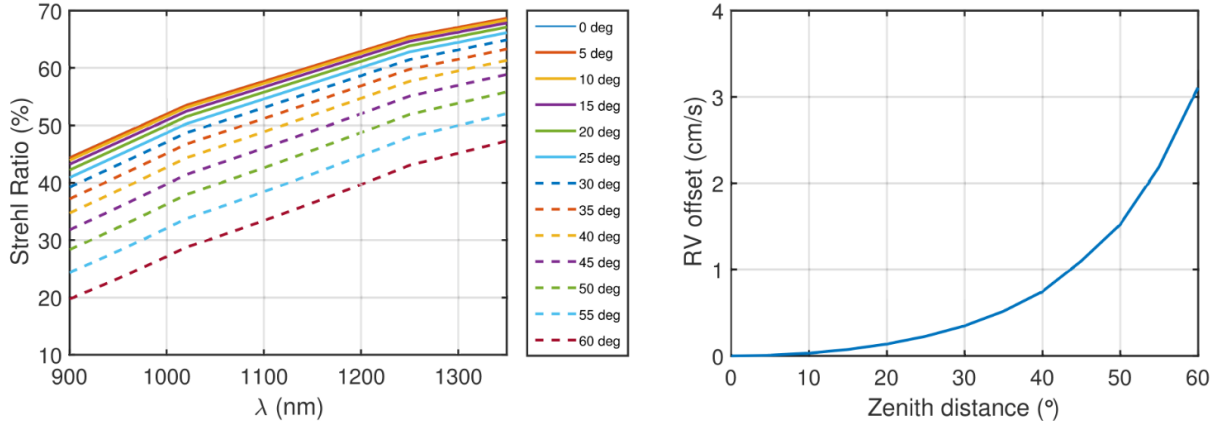 70
60
50
40
30
20
10
Strehl Ratio (%)
900
1000
1100
1200
1300
λ (nm)
0 deg
5 deg
10 deg
15 deg
20 deg
25 deg
30 deg
35 deg
40 deg
45 deg
50 deg
55 deg
60 deg
4
3
2
1
0
RV offset (cm/s)
0
10
20
30
40
50
60
Zenith distance (°)